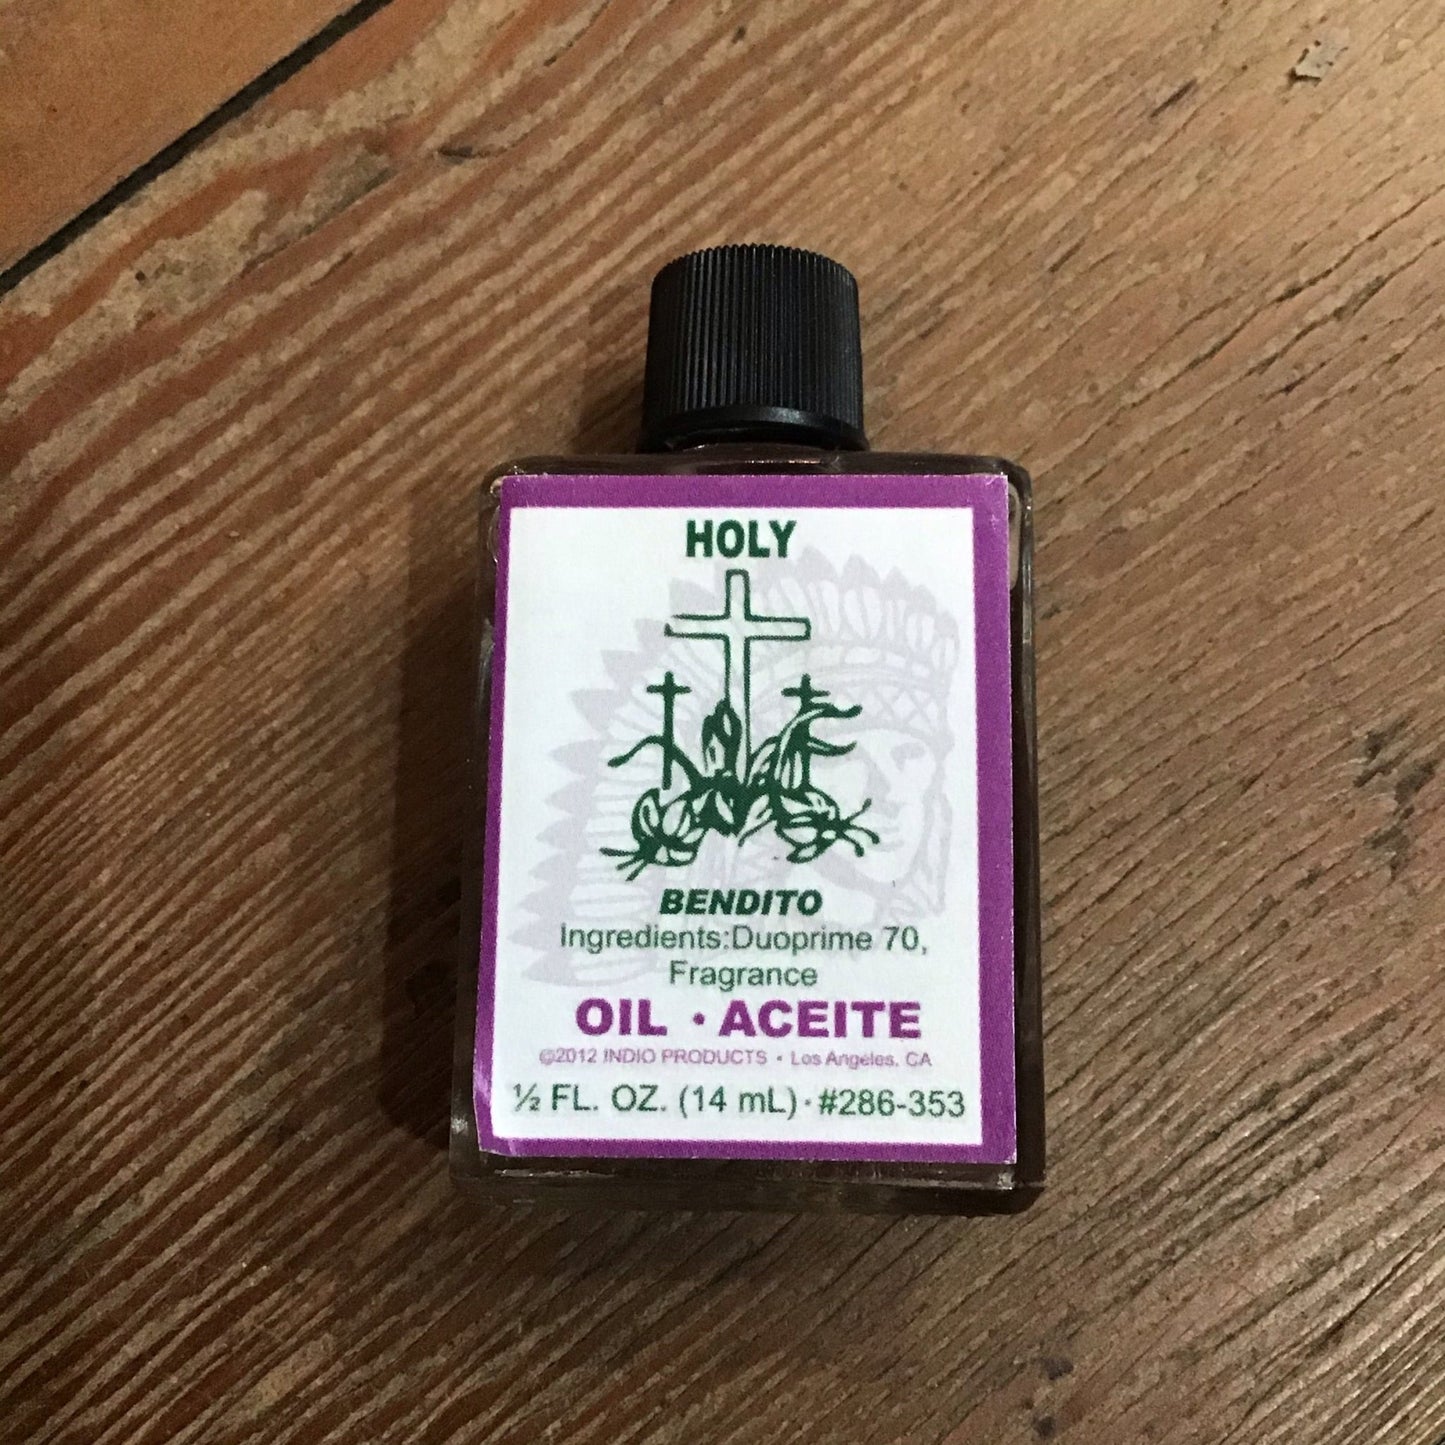 HOLY
BENDITO
Ingredients:Duoprime 70,
Fragrance
OIL • ACEITE
©2012 INDIO PRODUCTS • Los Angeles, CA
½ FL. OZ. (14 mL) • #286-353